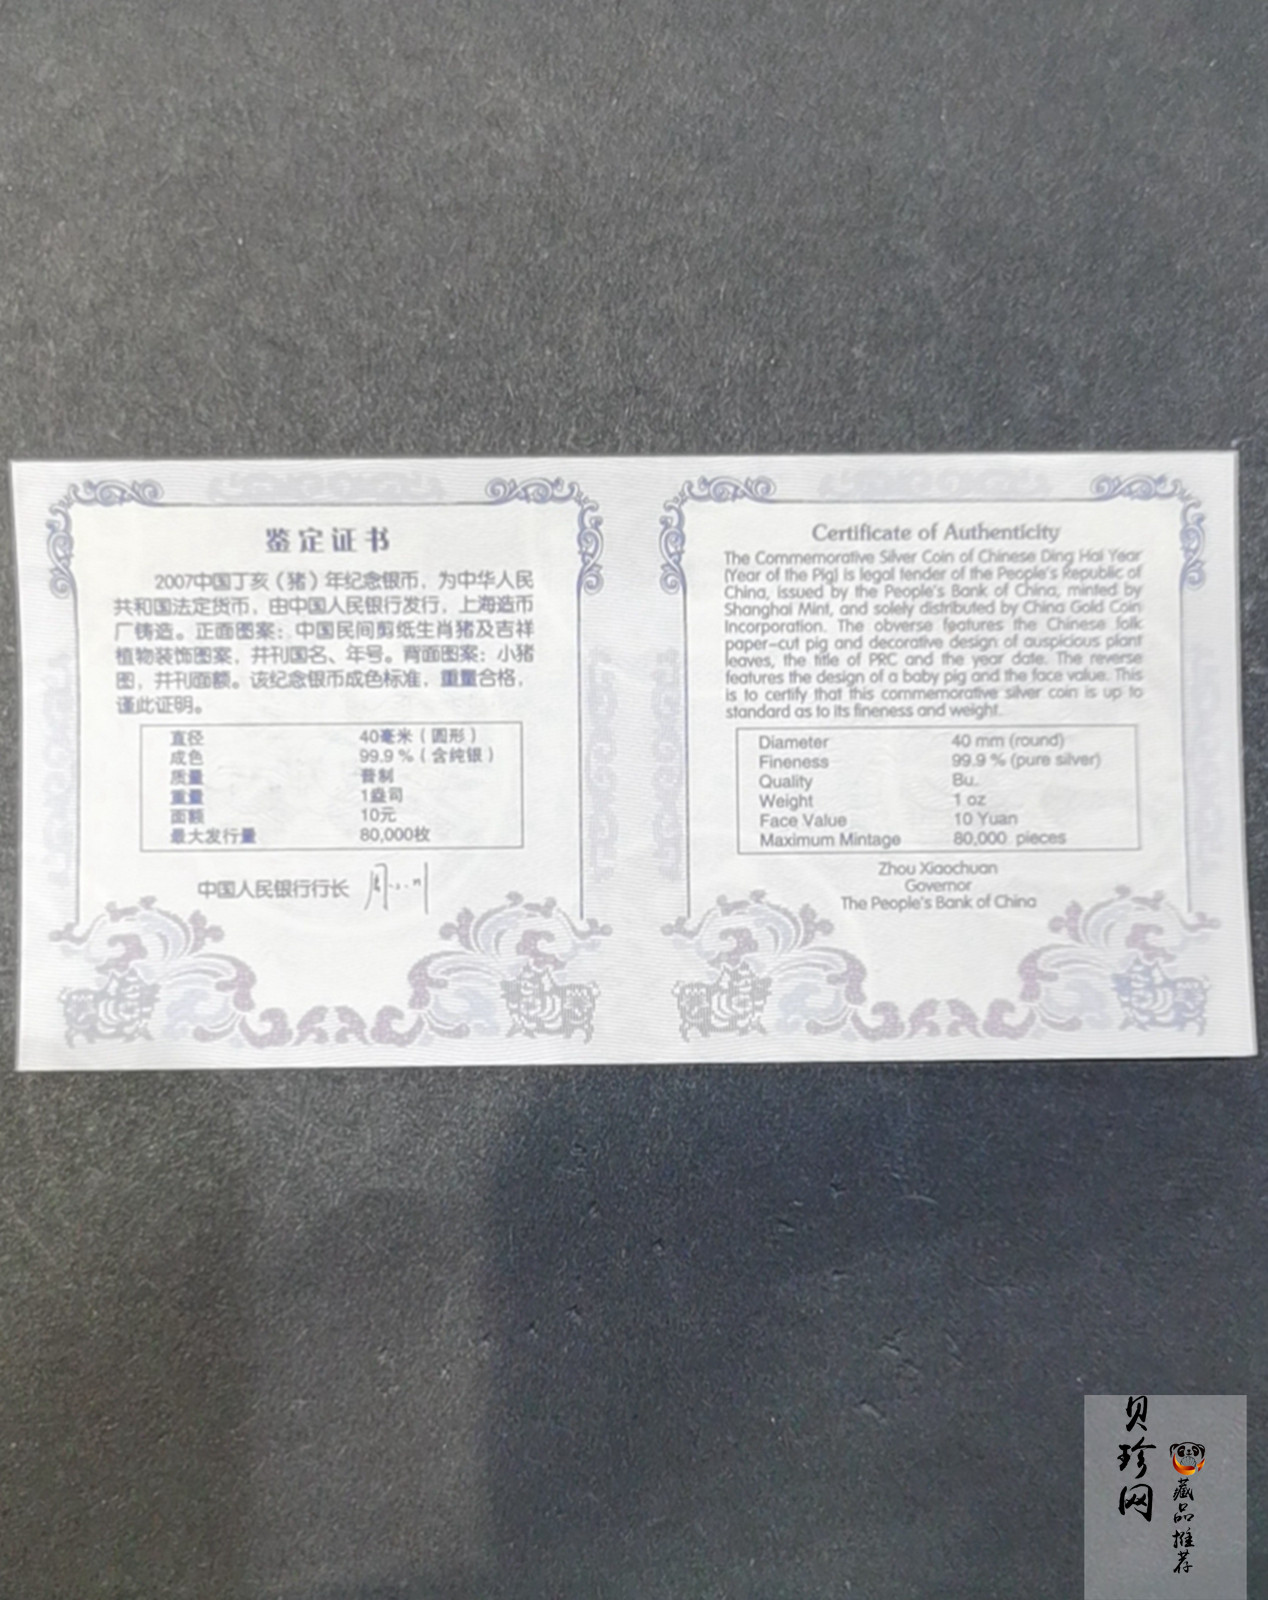 鉴定证书
2007中国丁亥（猪）年纪念银币，为中华人民
共和国法定货币，由中国人民银行发行，上海造币
厂铸造。正面图案：中国民间剪纸生肖猪及吉祥
植物装饰图案，并刊国名、年号。背面图案：小猪
图，并刊面额。该纪念银币成色标准，重量合格，
谨此证明。
直径 40毫米（圆形）
成色 99.9％（含纯银）
质量 普制
重量 1盎司
面额 10元
最大发行量 80,000枚
中国人民银行行长
Certificate of Authenticity
The Commemorative Silver Coin of Chinese Ding Hai Year
(Year of the Pig) is legal tender of the People's Republic of
China, issued by the People's Bank of China, minted by
Shanghai Mint, and solely distributed by China Gold Coin
Incorporation. The obverse features the Chinese folk
paper-cut pig and decorative design of auspicious plant
leaves, the title of PRC and the year date. The reverse
features the design of a baby pig and the face value. This
is to certify that this commemorative silver coin is up to
standard as to its fineness and weight.
Diameter 40 mm (round)
Fineness 99.9 % (pure silver)
Quality Bu.
Weight 1 oz
Face Value 10 Yuan
Maximum Mintage 80,000 pieces
Zhou Xiaochuan
Governor
The People's Bank of China
贝珍网
藏品推荐